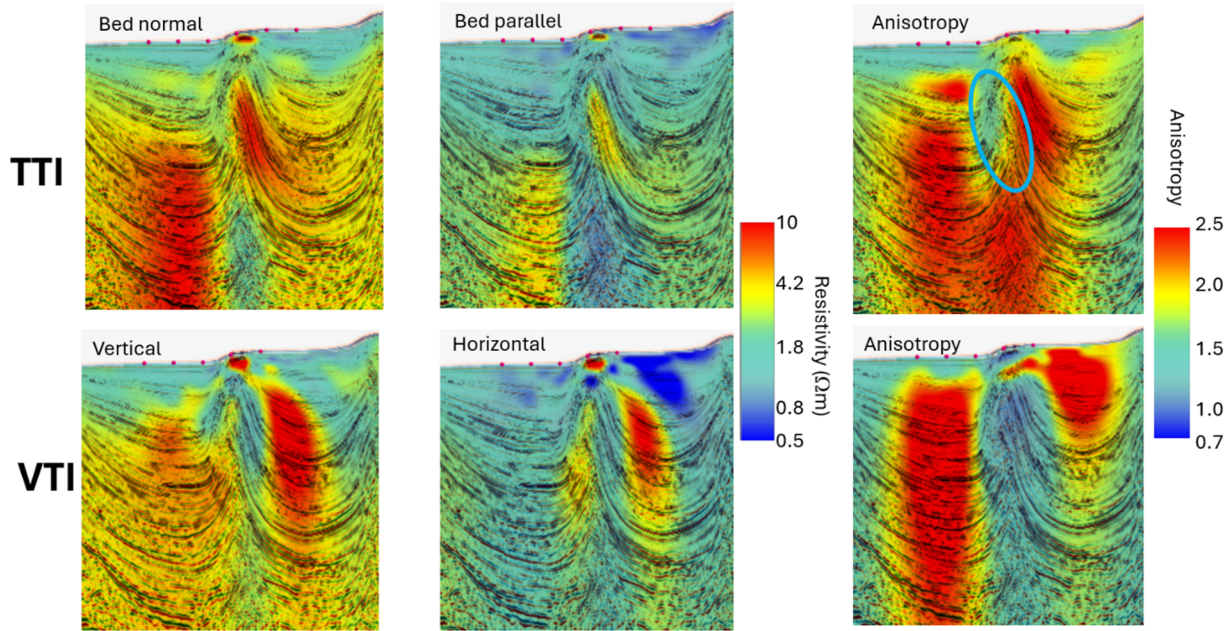 Bed normal
Bed parallel
Anisotropy
TTI
Anisotropy
10
4.2
1.8
0.8
0.5
Resistivity (Ωm)
2.5
2.0
1.5
1.0
0.7
Vertical
Horizontal
Anisotropy
VTI